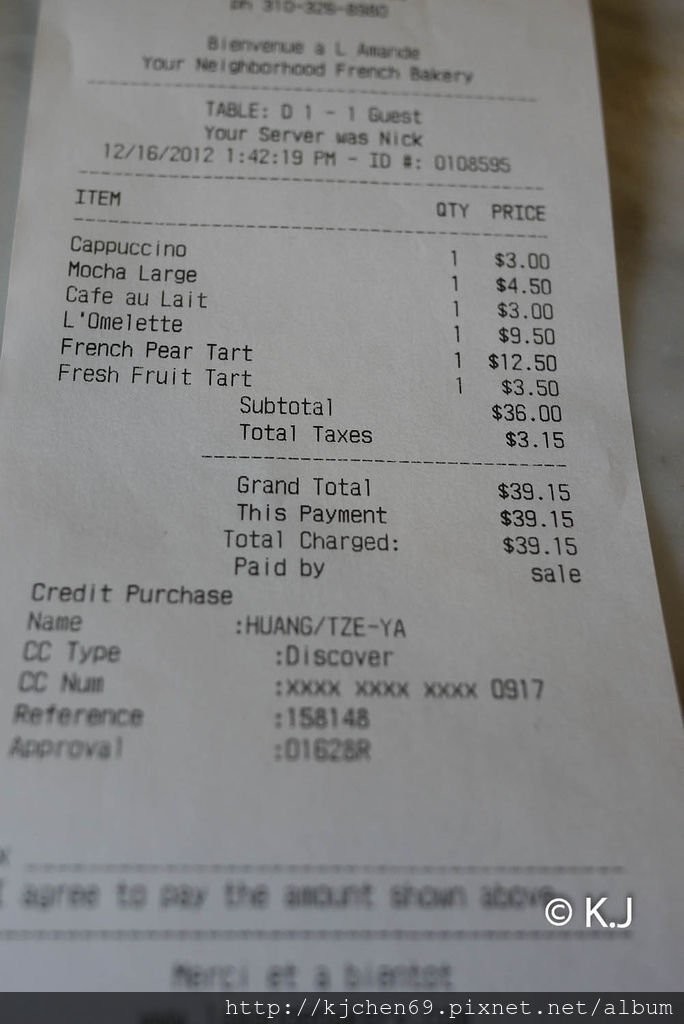 ph 310-328-8980
Bienvenue a L Amande
Your Neighborhood French Bakery
TABLE: D 1 - 1 Guest
Your Server was Nick
12/16/2012 1:42:19 PM - ID #: 0108595
ITEM QTY PRICE
Cappuccino 1 $3.00
Mocha Large 1 $4.50
Cafe au Lait 1 $3.00
L'Omelette 1 $9.50
French Pear Tart 1 $12.50
Fresh Fruit Tart 1 $3.50
Subtotal $36.00
Total Taxes $3.15
Grand Total $39.15
This Payment $39.15
Total Charged: $39.15
Paid by sale
Credit Purchase
Name :HUANG/TZE-YA
CC Type :Discover
CC Num :xxxx xxxx xxxx 0917
Reference :158148
Approval :01628R
x
I agree to pay the amount shown above.
© K.J
Merci et a bientot
http://kjchen69.pixnet.net/album